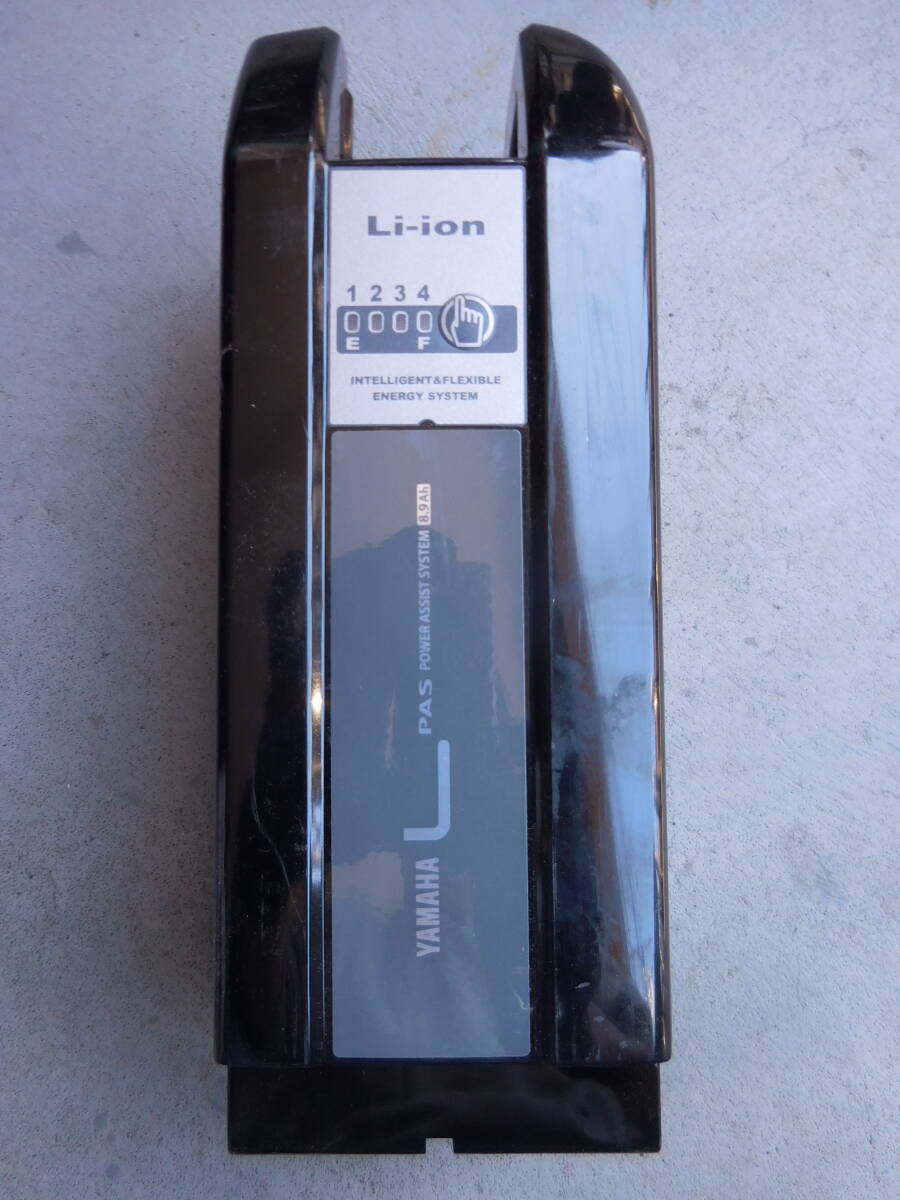 Li-ion
1 2 3 4
E F
INTELLIGENT&FLEXIBLE
ENERGY SYSTEM
YAMAHA L PAS POWER ASSIST SYSTEM 8.9Ah